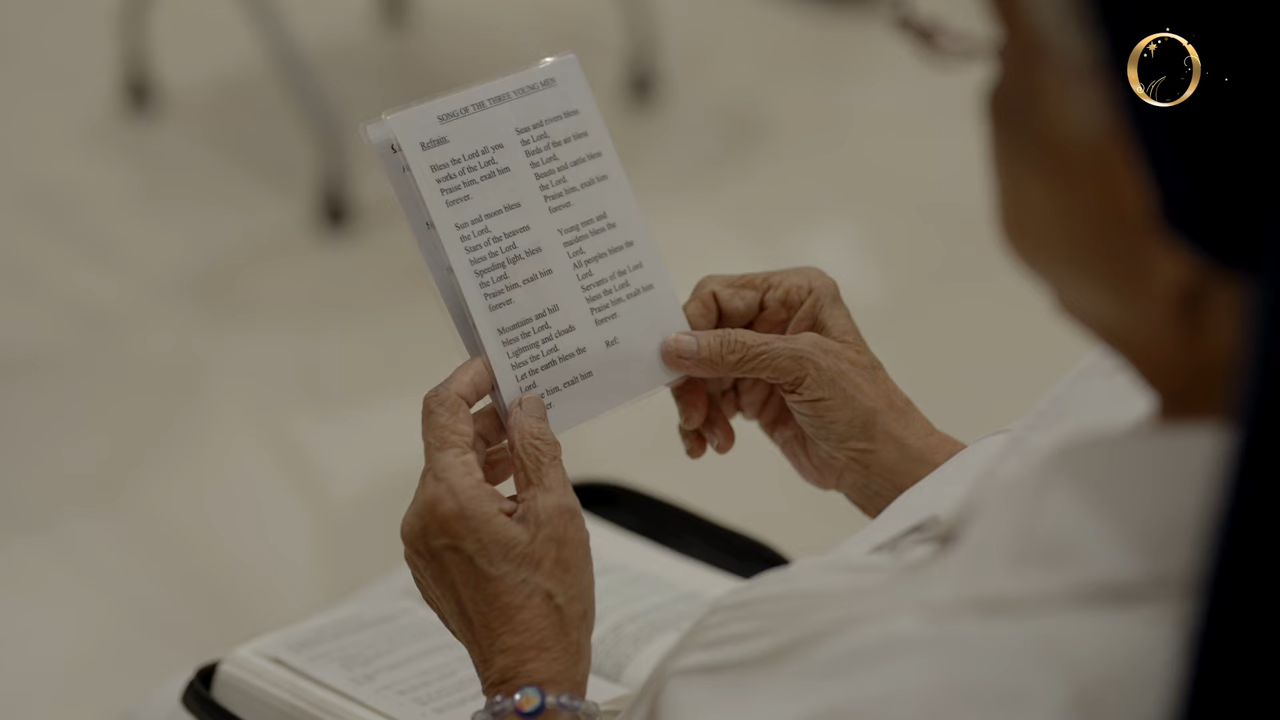 SONG OF THE THREE YOUNG MEN
Refrain:
Bless the Lord all you
works of the Lord,
Praise him, exalt him
forever.
Sun and moon bless
the Lord,
Stars of the heavens
bless the Lord.
Speeding light, bless
the Lord.
Praise him, exalt him
forever.
Mountains and hill
bless the Lord,
Lightning and clouds
bless the Lord.
Let the earth bless the
Lord.
him, exalt him
Seas and rivers bless
the Lord,
Birds of the air bless
the Lord,
Beasts and cattle bless
the Lord,
Praise him, exalt him
forever.
Young men and
maidens bless the
Lord,
All peoples bless the
Lord.
Servants of the Lord
bless the Lord.
Praise him, exalt him
forever.
Ref: